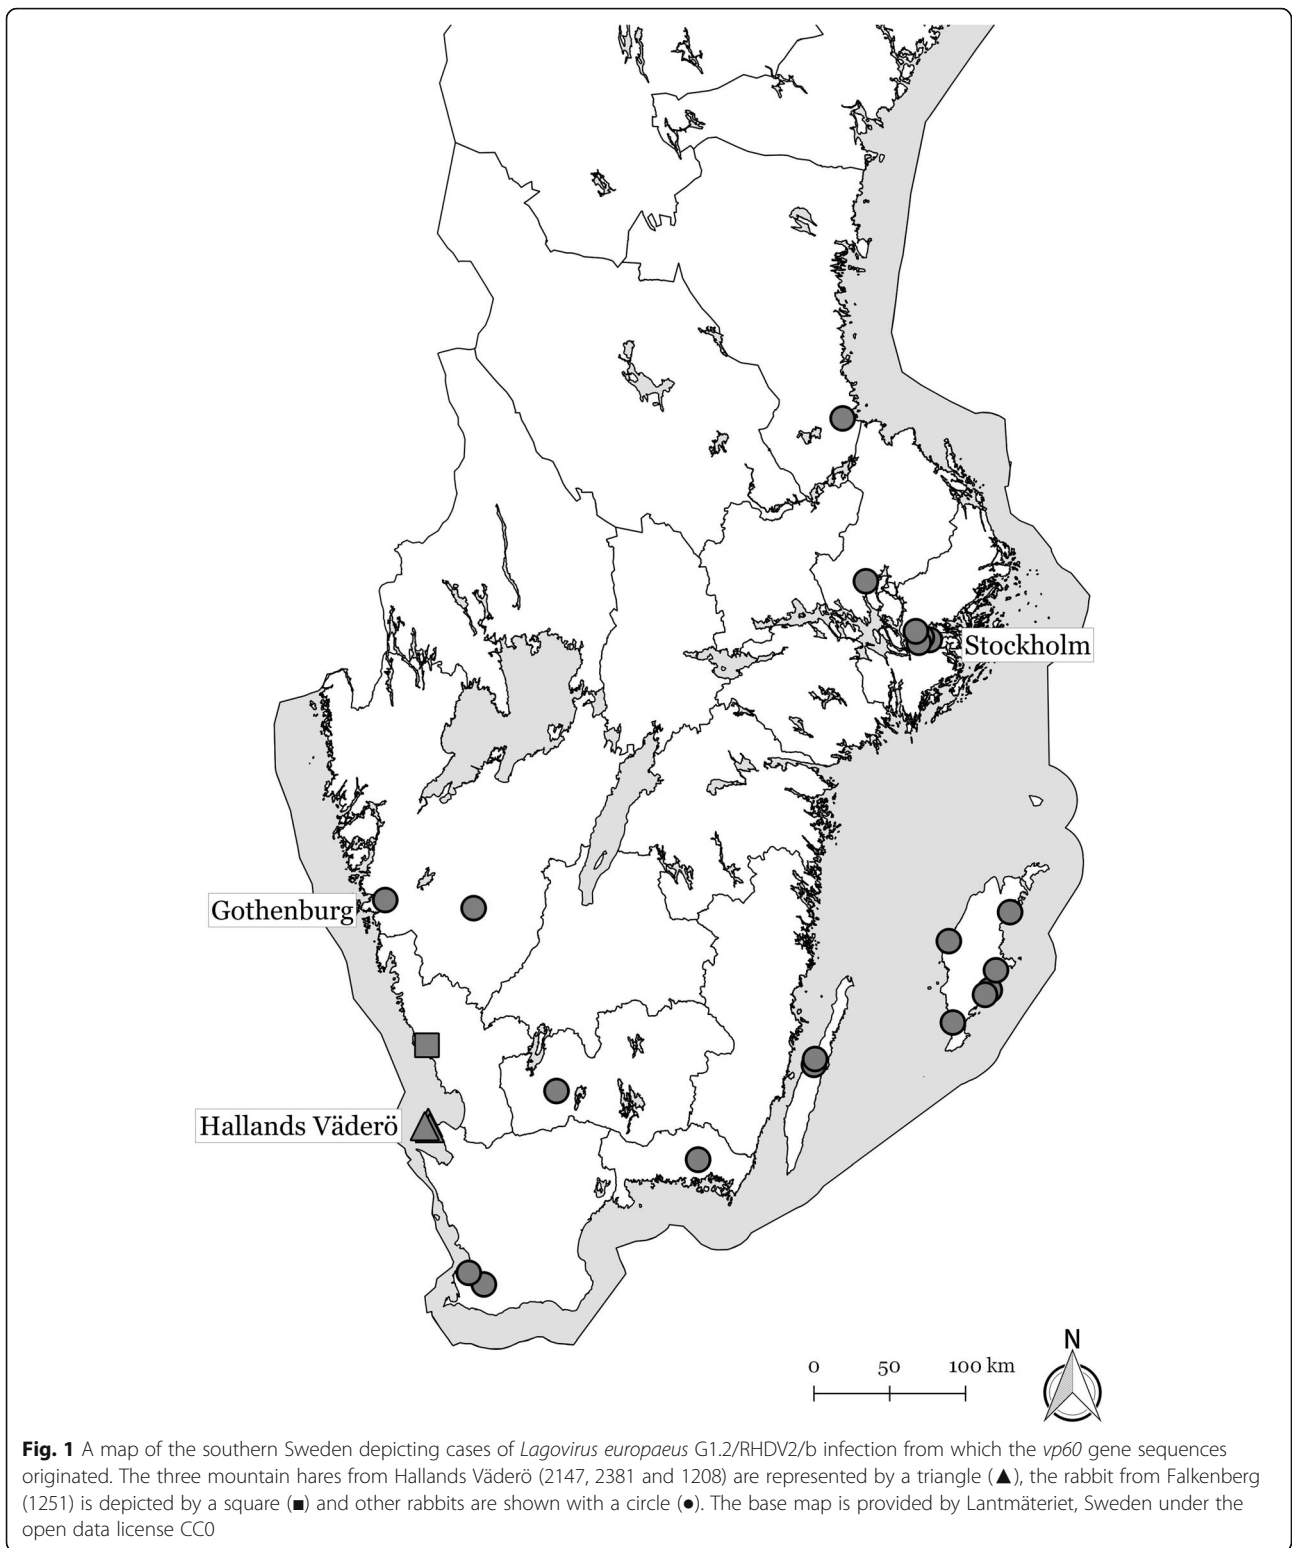 Stockholm
Gothenburg
Hallands Väderö
N
0 50 100 km
Fig. 1 A map of the southern Sweden depicting cases of Lagovirus europaeus G1.2/RHDV2/b infection from which the vp60 gene sequences
originated. The three mountain hares from Hallands Väderö (2147, 2381 and 1208) are represented by a triangle (▲), the rabbit from Falkenberg
(1251) is depicted by a square (■) and other rabbits are shown with a circle (●). The base map is provided by Lantmäteriet, Sweden under the
open data license CC0